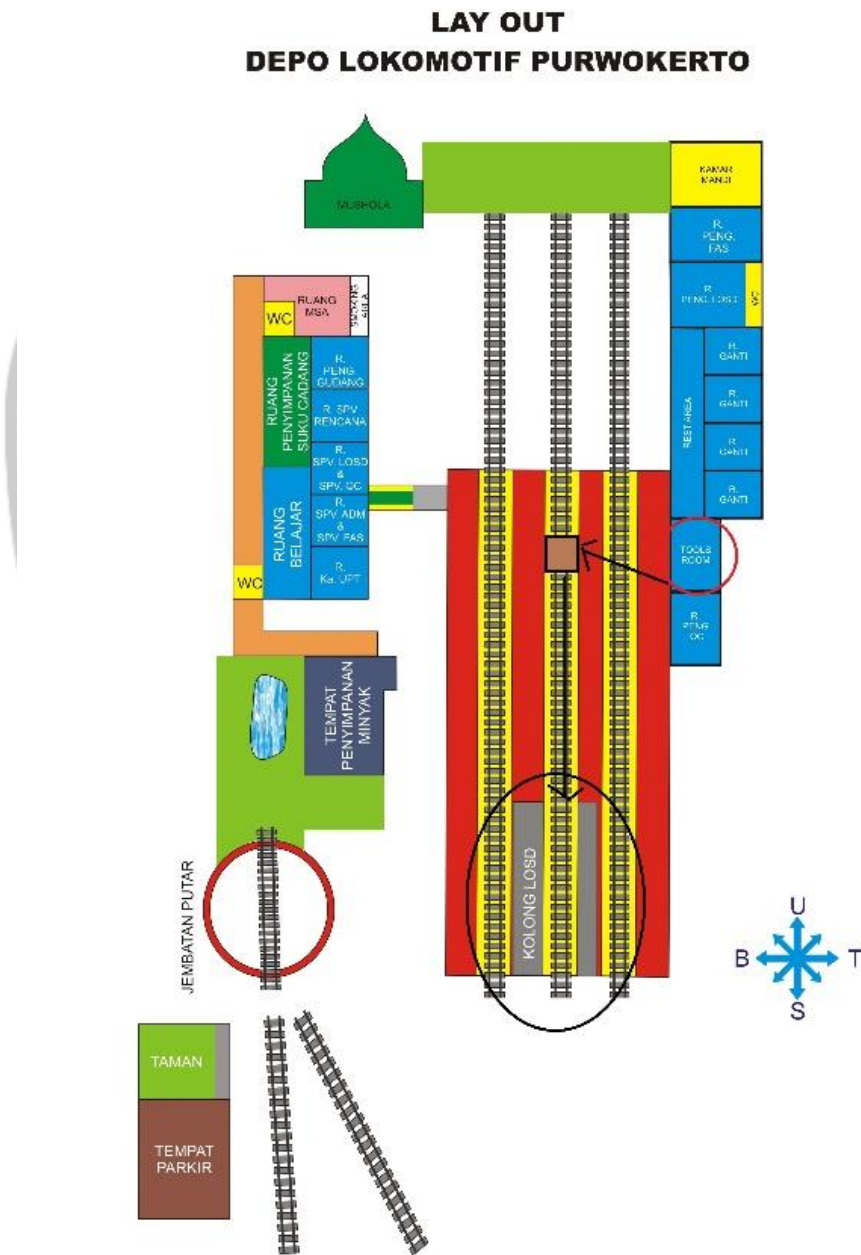 LAY OUT
DEPO LOKOMOTIF PURWOKERTO
MUSHOLA
KAMAR
MANDI
R.
PENG.
FAS
R.
PENG. LOSD
WC
R.
GANTI
R.
GANTI
R.
GANTI
R.
GANTI
REST AREA
TOOLS
ROOM
R.
PENG
QC
RUANG
MSA
SMOKING
AREA
WC
RUANG
PENYIMPANAN
SUKU CADANG
R.
PENG
GUDANG
R. SPV
RENCANA
R.
SPV. LOSD
&
SPV. QC
R.
SPV. ADM
&
SPV. FAS
R.
Ka. UPT
RUANG
BELAJAR
WC
TEMPAT
PENYIMPANAN
MINYAK
JEMBATAN PUTAR
KOLONG LOSD
U
B
T
S
TAMAN
TEMPAT
PARKIR